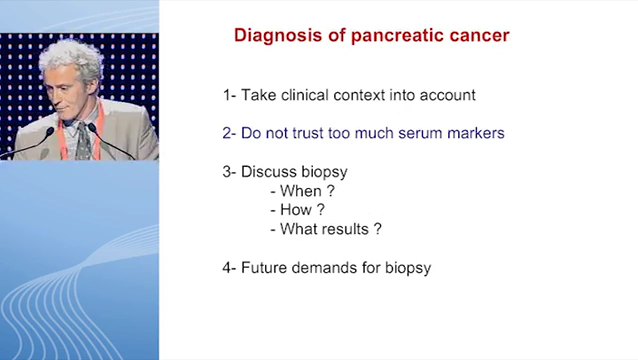 Diagnosis of pancreatic cancer
1- Take clinical context into account
2- Do not trust too much serum markers
3- Discuss biopsy
- When ?
- How ?
- What results ?
4- Future demands for biopsy